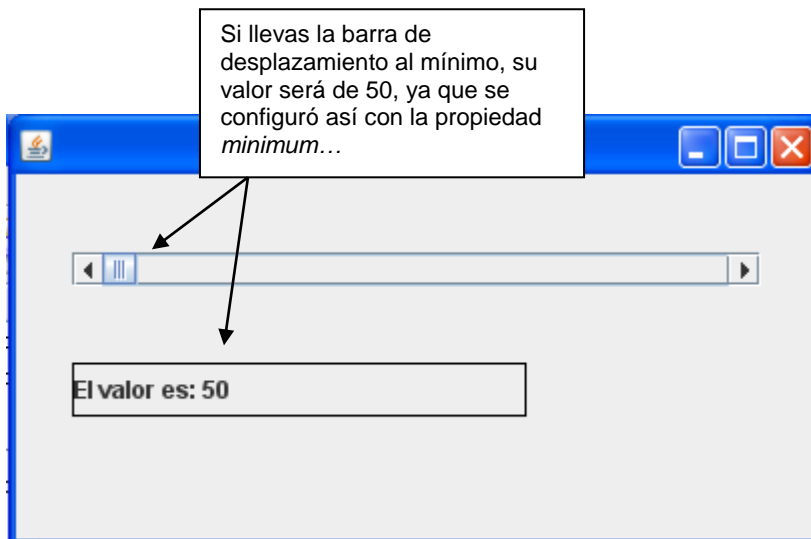 Si llevas la barra de
desplazamiento al mínimo, su
valor será de 50, ya que se
configuró así con la propiedad
minimum…
El valor es: 50